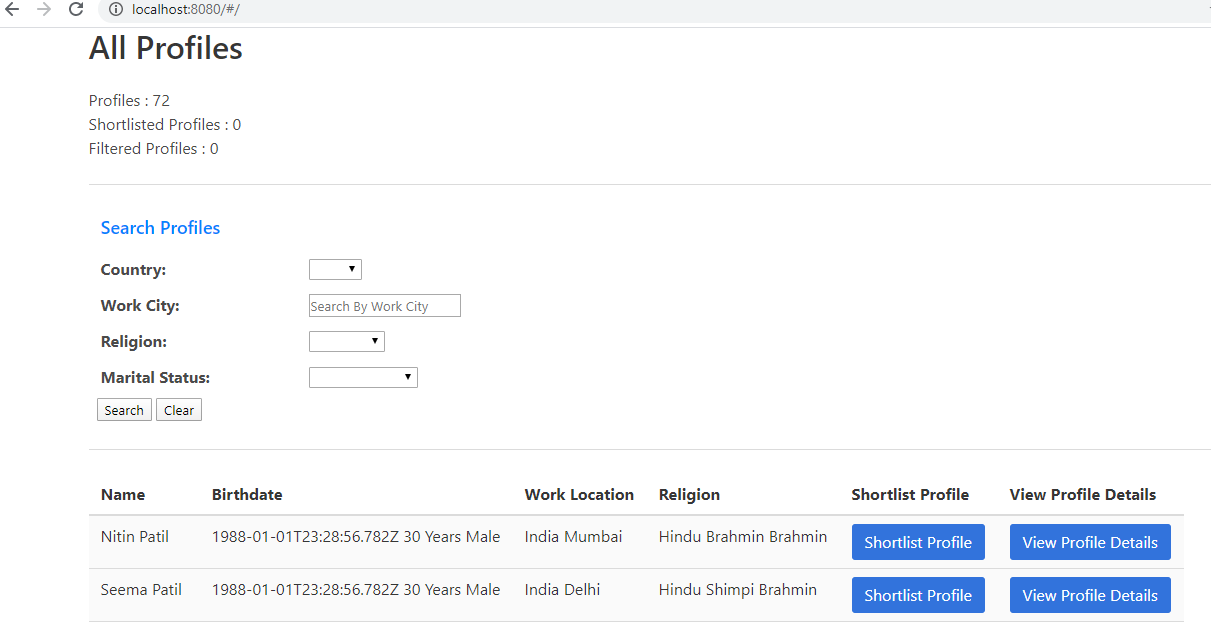 localhost:8080/#/
All Profiles
Profiles : 72
Shortlisted Profiles : 0
Filtered Profiles : 0
Search Profiles
Country:
Work City: Search By Work City
Religion:
Marital Status:
Search Clear
Name Birthdate Work Location Religion Shortlist Profile View Profile Details
Nitin Patil 1988-01-01T23:28:56.782Z 30 Years Male India Mumbai Hindu Brahmin Brahmin Shortlist Profile View Profile Details
Seema Patil 1988-01-01T23:28:56.782Z 30 Years Male India Delhi Hindu Shimpi Brahmin Shortlist Profile View Profile Details